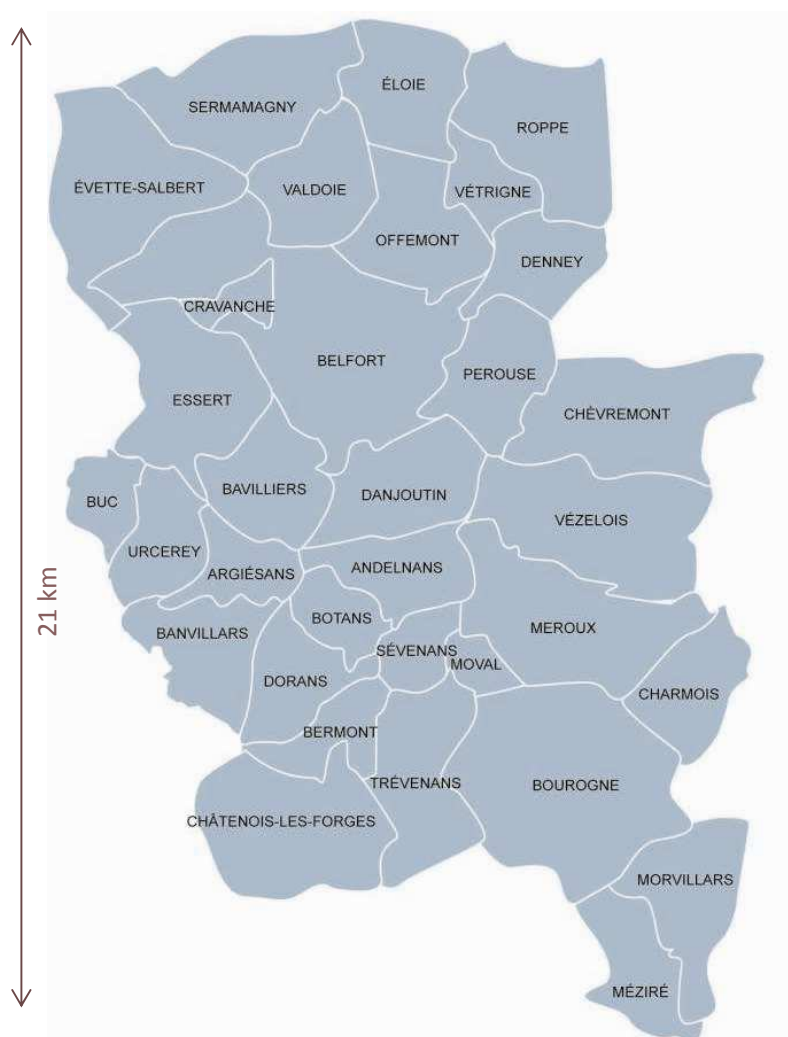 ÉLOIE
SERMAMAGNY
ROPPE
ÉVETTE-SALBERT
VALDOIE
VÉTRIGNE
OFFEMONT
DENNEY
CRAVANCHE
BELFORT
PEROUSE
ESSERT
CHÈVREMONT
BAVILLIERS
DANJOUTIN
BUC
VÉZELOIS
URCEREY
ARGIÉSANS
ANDELNANS
21 km
BOTANS
BANVILLARS
MEROUX
SÉVENANS
MOVAL
DORANS
CHARMOIS
BERMONT
TRÉVENANS
BOUROGNE
CHÂTENOIS-LES-FORGES
MORVILLARS
MÉZIRÉ